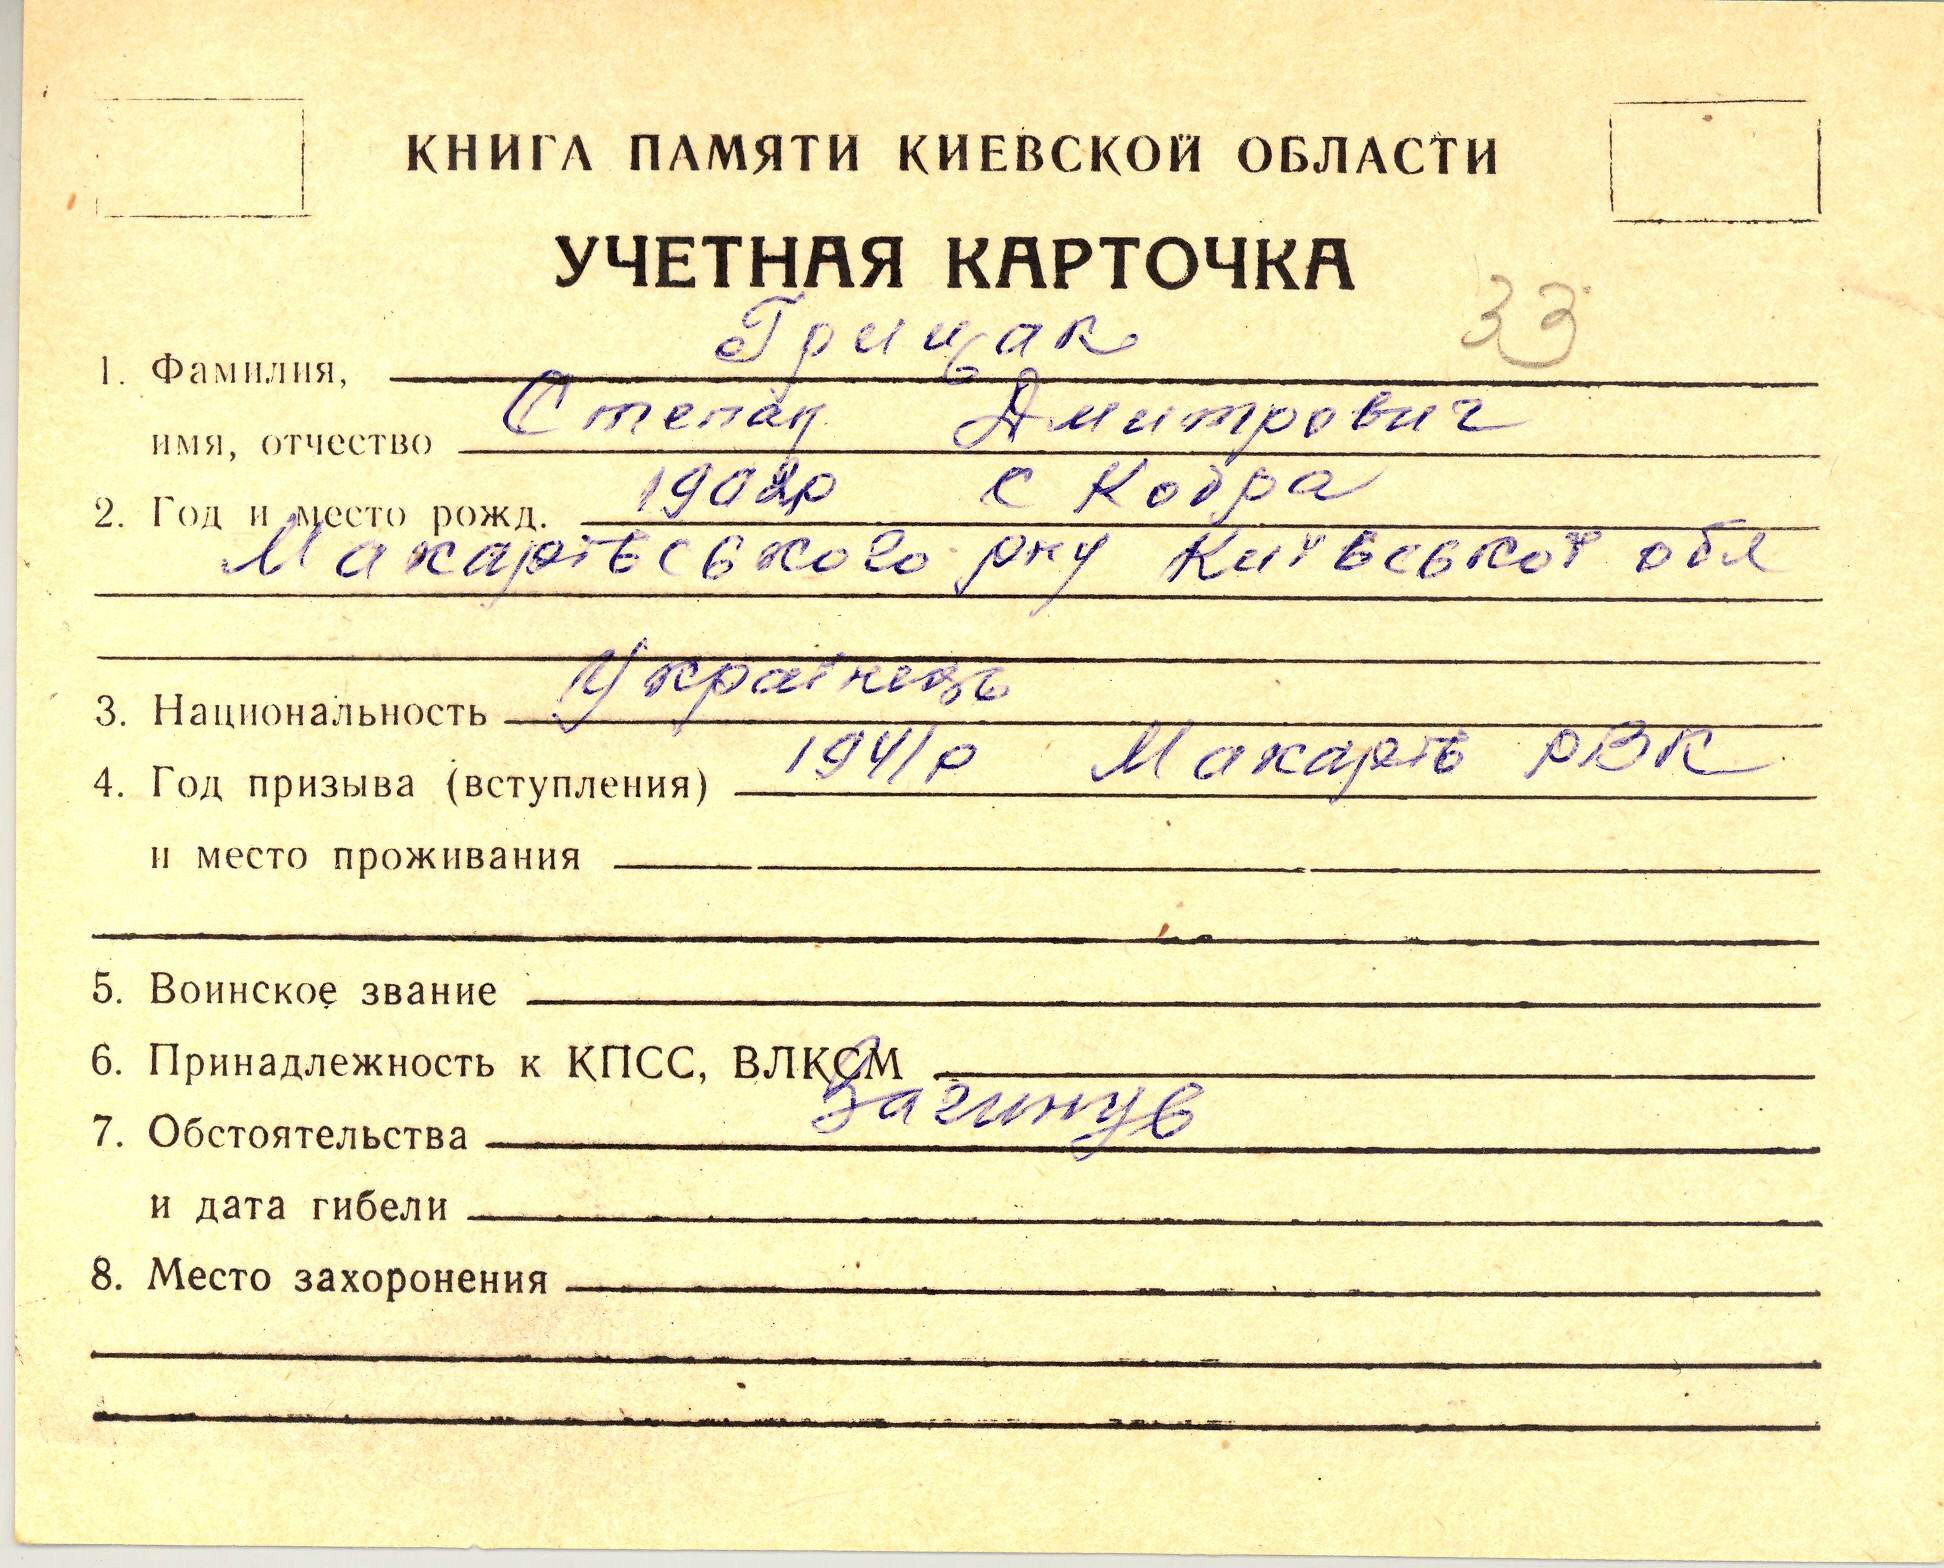 КНИГА ПАМЯТИ КИЕВСКОЙ ОБЛАСТИ
УЧЕТНАЯ КАРТОЧКА
33
1. Фамилия, Грицак
имя, отчество Степан Дмитрович
2. Год и место рожд. с Кодра
Макарівського р-ну Київської обл
3. Национальность Українець
4. Год призыва (вступления) 1941р Макарів РВК
и место проживания
5. Воинское звание
6. Принадлежность к КПСС, ВЛКСМ
7. Обстоятельства Загинув
и дата гибели
8. Место захоронения